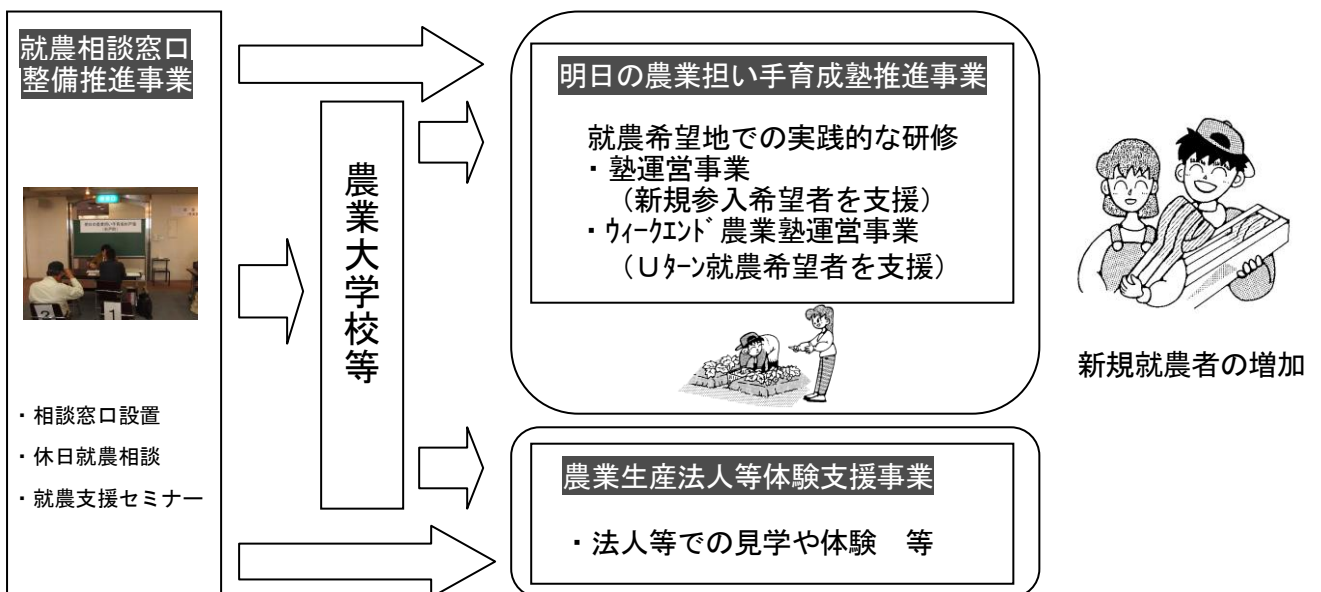 就農相談窓口
整備推進事業
・相談窓口設置
・休日就農相談
・就農支援セミナー
農業大学校等
明日の農業担い手育成塾推進事業
就農希望地での実践的な研修
・塾運営事業
（新規参入希望者を支援）
・ウィークエンド農業塾運営事業
（Uターン就農希望者を支援）
農業生産法人等体験支援事業
・法人等での見学や体験　等
新規就農者の増加
2
1